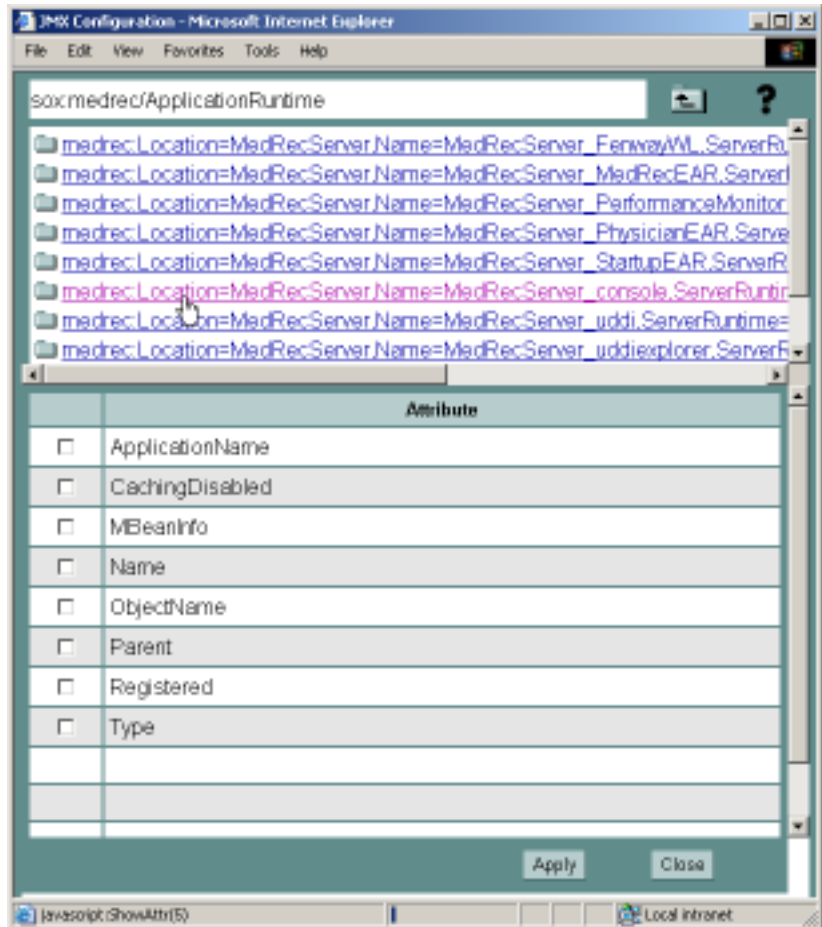 JMX Configuration - Microsoft Internet Explorer
File Edit View Favorites Tools Help
sox:medrec/ApplicationRuntime
?
medrec:Location=MedRecServer,Name=MedRecServer_FenwayWL,ServerRu
medrec:Location=MedRecServer,Name=MedRecServer_MedRecEAR,ServerR
medrec:Location=MedRecServer,Name=MedRecServer_PerformanceMonitor
medrec:Location=MedRecServer,Name=MedRecServer_PhysicianEAR,Serve
medrec:Location=MedRecServer,Name=MedRecServer_StartupEAR,ServerR
medrec:Location=MedRecServer,Name=MedRecServer_console,ServerRuntim
medrec:Location=MedRecServer,Name=MedRecServer_uddi,ServerRuntime=
medrec:Location=MedRecServer,Name=MedRecServer_uddiexplorer,ServerR
Attribute
ApplicationName
CachingDisabled
MBeanInfo
Name
ObjectName
Parent
Registered
Type
Apply Close
javascript:ShowAttr(5) Local intranet